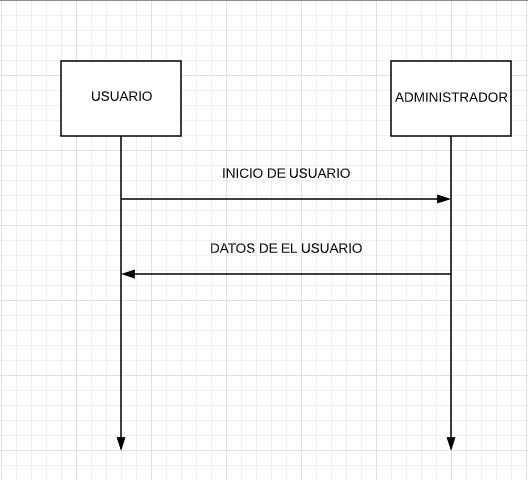 USUARIO
ADMINISTRADOR
INICIO DE USUARIO
DATOS DE EL USUARIO